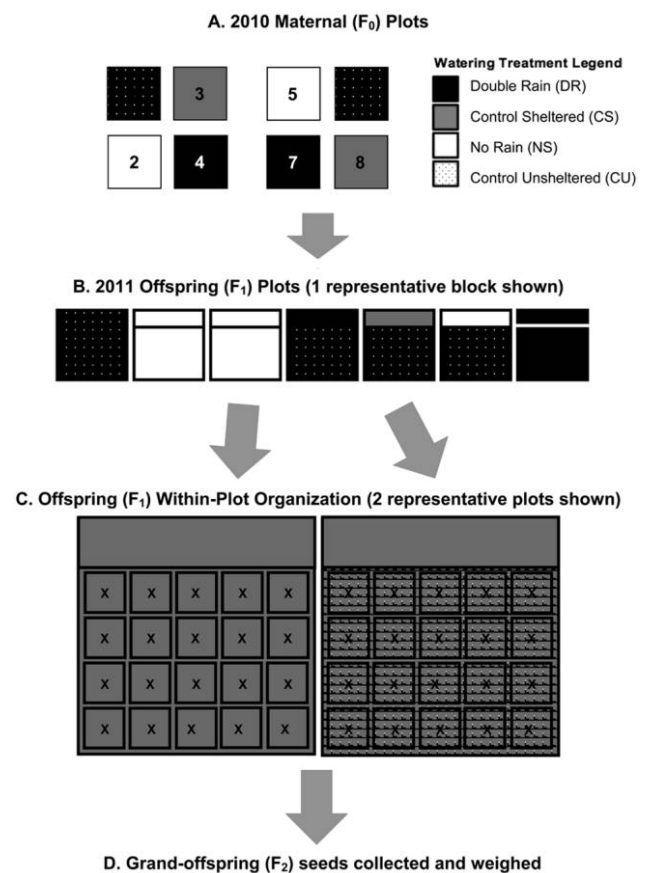 A. 2010 Maternal (F₀) Plots
Watering Treatment Legend
Double Rain (DR)
Control Sheltered (CS)
No Rain (NS)
Control Unsheltered (CU)
3
5
2
4
7
8
B. 2011 Offspring (F₁) Plots (1 representative block shown)
C. Offspring (F₁) Within-Plot Organization (2 representative plots shown)
X X X X X X X X X X
X X X X X X X X X X
X X X X X X X X X X
X X X X X X X X X X
D. Grand-offspring (F₂) seeds collected and weighed